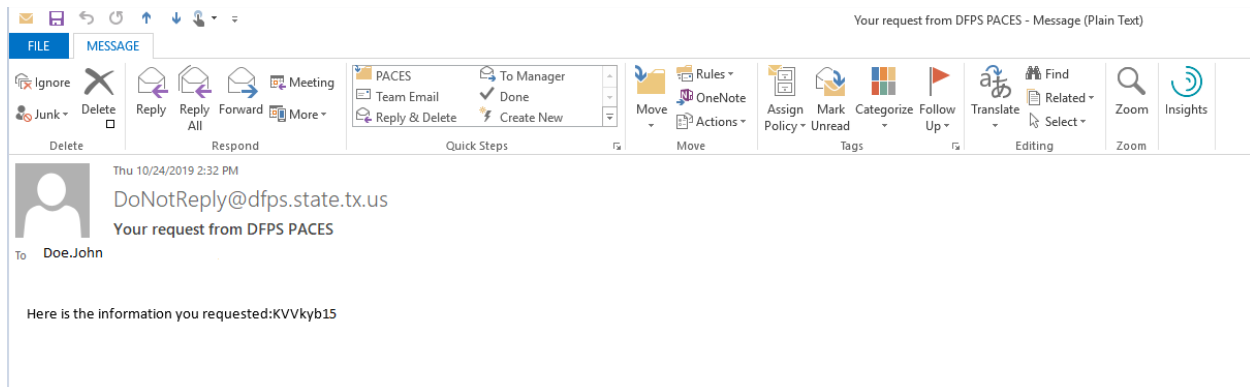 Your request from DFPS PACES - Message (Plain Text)
FILE MESSAGE
Ignore
Junk
Delete
Reply
Reply All
Forward
Meeting
More
PACES
To Manager
Team Email
Done
Reply & Delete
Create New
Move
Rules
OneNote
Actions
Assign Policy
Mark Unread
Categorize
Follow Up
Translate
Find
Related
Select
Zoom
Insights
Delete Respond Quick Steps Move Tags Editing Zoom
Thu 10/24/2019 2:32 PM
DoNotReply@dfps.state.tx.us
Your request from DFPS PACES
To Doe.John
Here is the information you requested:KVVkyb15